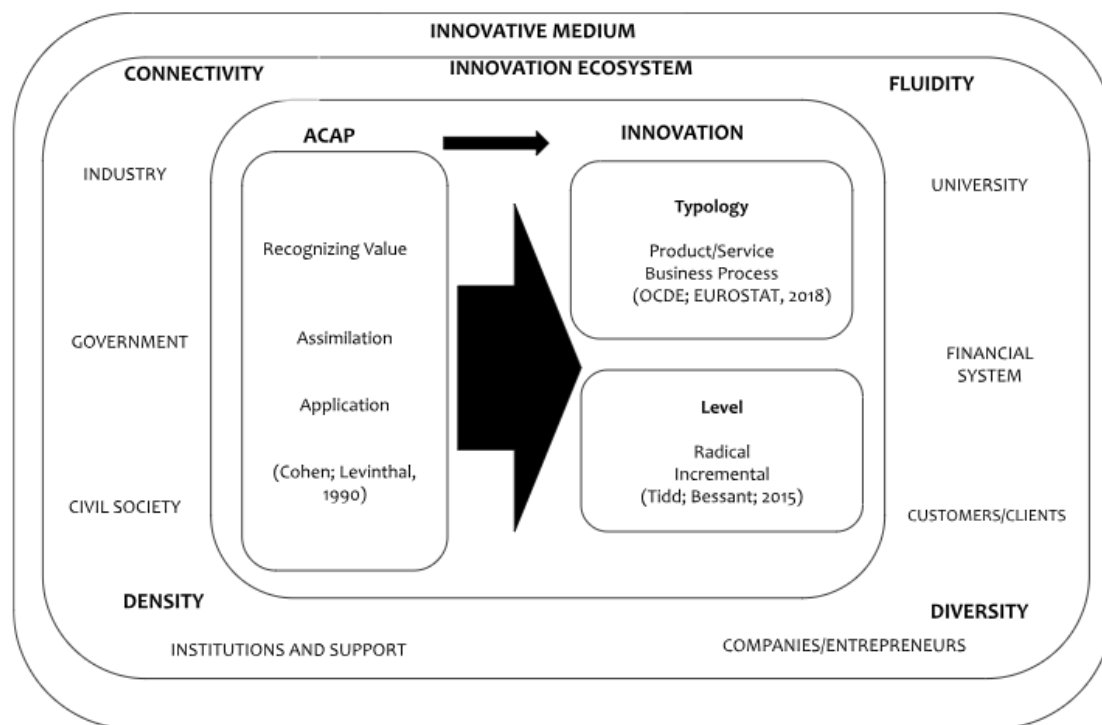 INNOVATIVE MEDIUM
CONNECTIVITY
INNOVATION ECOSYSTEM
FLUIDITY
ACAP
INNOVATION
INDUSTRY
UNIVERSITY
Typology
Recognizing Value
Product/Service
Business Process
(OCDE; EUROSTAT, 2018)
GOVERNMENT
Assimilation
FINANCIAL
SYSTEM
Application
Level
Radical
Incremental
(Tidd; Bessant; 2015)
(Cohen; Levinthal,
1990)
CIVIL SOCIETY
CUSTOMERS/CLIENTS
DENSITY
DIVERSITY
INSTITUTIONS AND SUPPORT
COMPANIES/ENTREPRENEURS